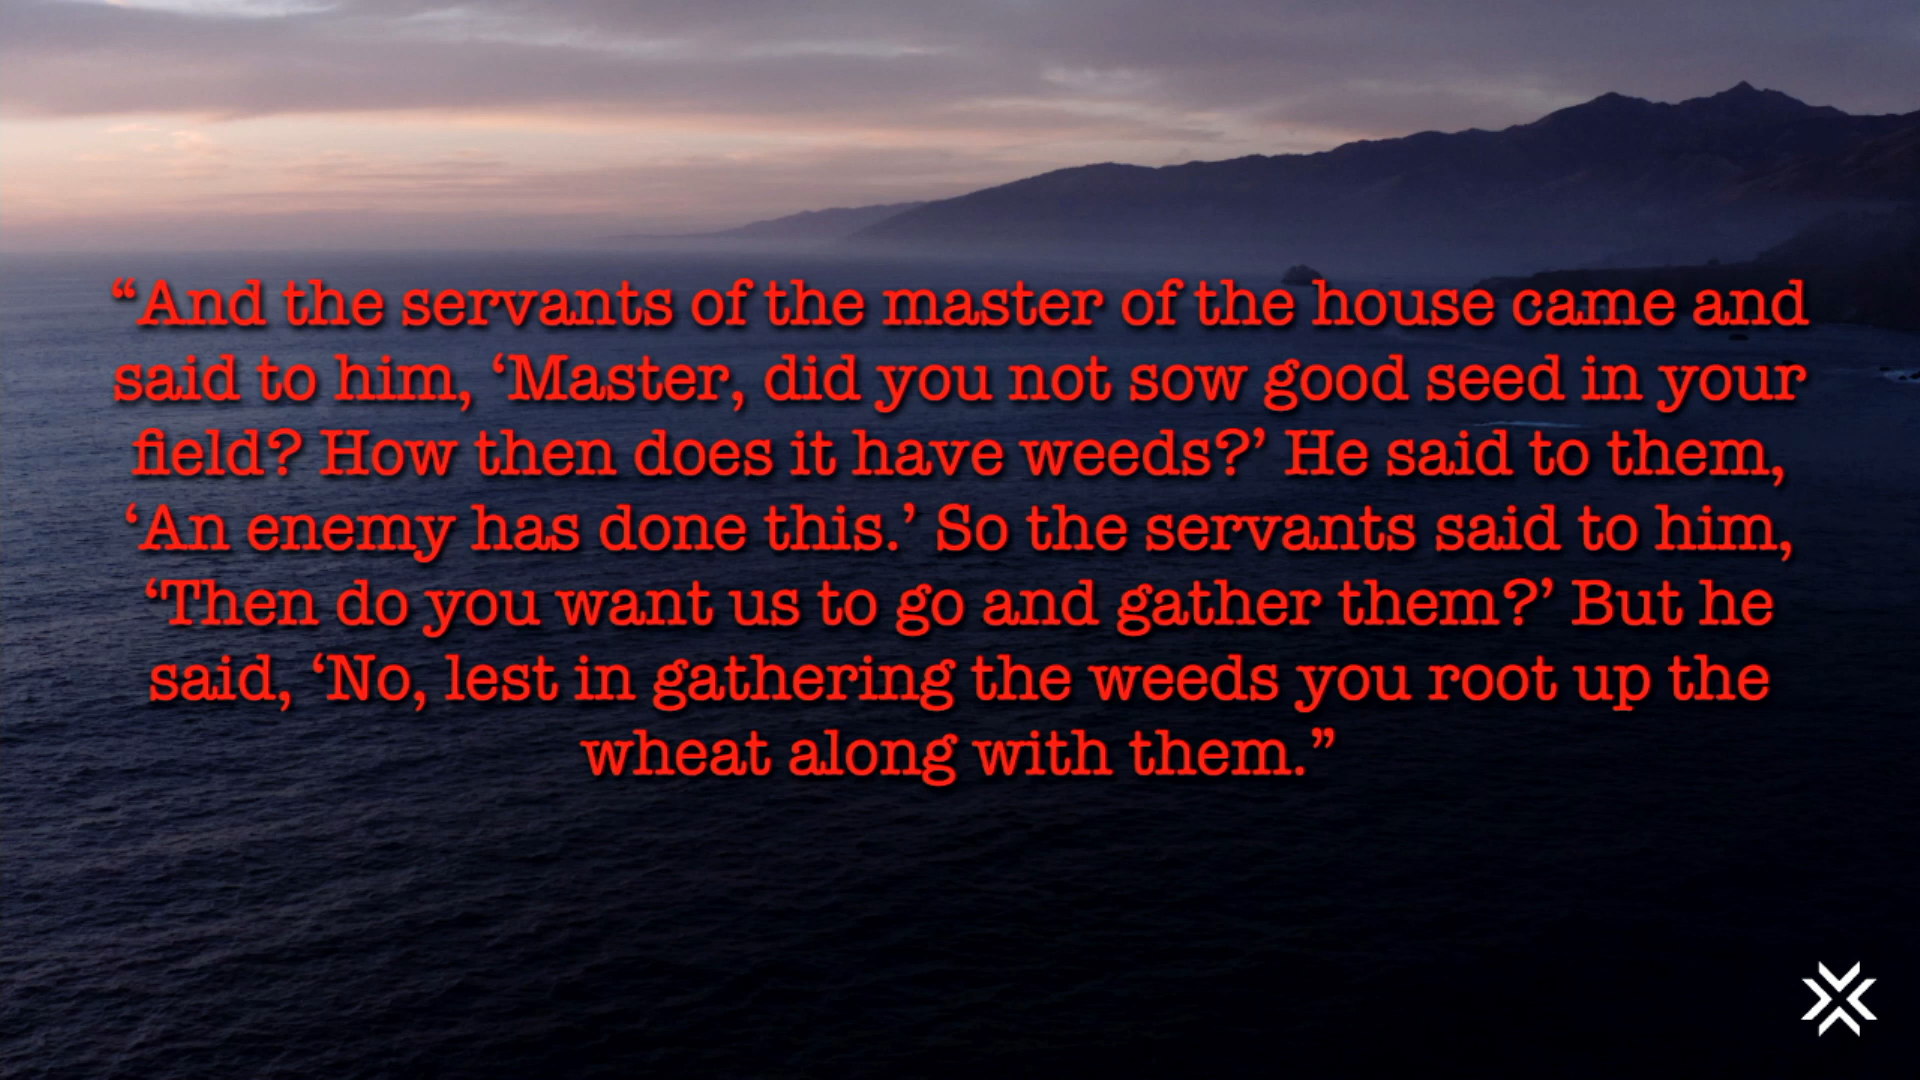 “And the servants of the master of the house came and
said to him, ‘Master, did you not sow good seed in your
field? How then does it have weeds?’ He said to them,
‘An enemy has done this.’ So the servants said to him,
‘Then do you want us to go and gather them?’ But he
said, ‘No, lest in gathering the weeds you root up the
wheat along with them.”